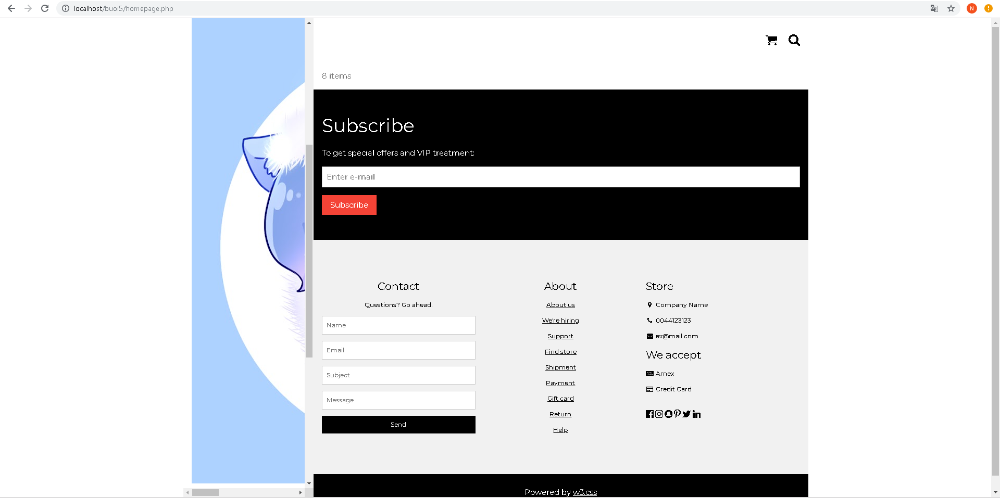 localhost/buoi5/homepage.php
N
8 items
Subscribe
To get special offers and VIP treatment:
Enter e-mail
Subscribe
Contact
Questions? Go ahead.
Name
Email
Subject
Message
Send
About
About us
We're hiring
Support
Find store
Shipment
Payment
Gift card
Return
Help
Store
Company Name
0044123123
ex@mail.com
We accept
Amex
Credit Card
Powered by w3.css